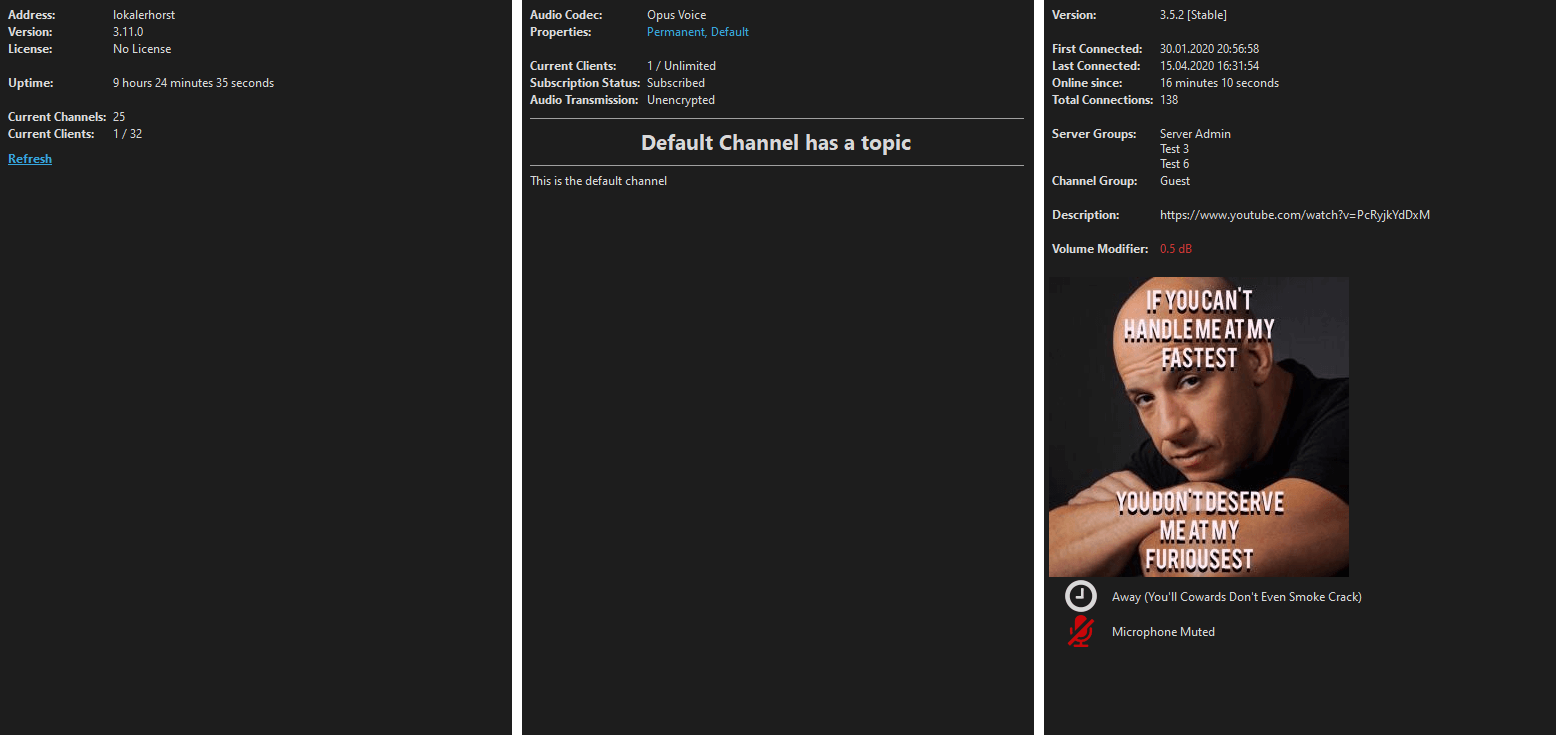 Address: lokalerhorst
Version: 3.11.0
License: No License
Uptime: 9 hours 24 minutes 35 seconds
Current Channels: 25
Current Clients: 1 / 32
Refresh
Audio Codec: Opus Voice
Properties: Permanent, Default
Current Clients: 1 / Unlimited
Subscription Status: Subscribed
Audio Transmission: Unencrypted
Default Channel has a topic
This is the default channel
Version: 3.5.2 [Stable]
First Connected: 30.01.2020 20:56:58
Last Connected: 15.04.2020 16:31:54
Online since: 16 minutes 10 seconds
Total Connections: 138
Server Groups: Server Admin
Test 3
Test 6
Channel Group: Guest
Description: https://www.youtube.com/watch?v=PcRyjkYdDxM
Volume Modifier: 0.5 dB
IF YOU CAN'T
HANDLE ME AT MY
FASTEST
YOU DON'T DESERVE
ME AT MY
FURIOUSEST
Away (You'll Cowards Don't Even Smoke Crack)
Microphone Muted